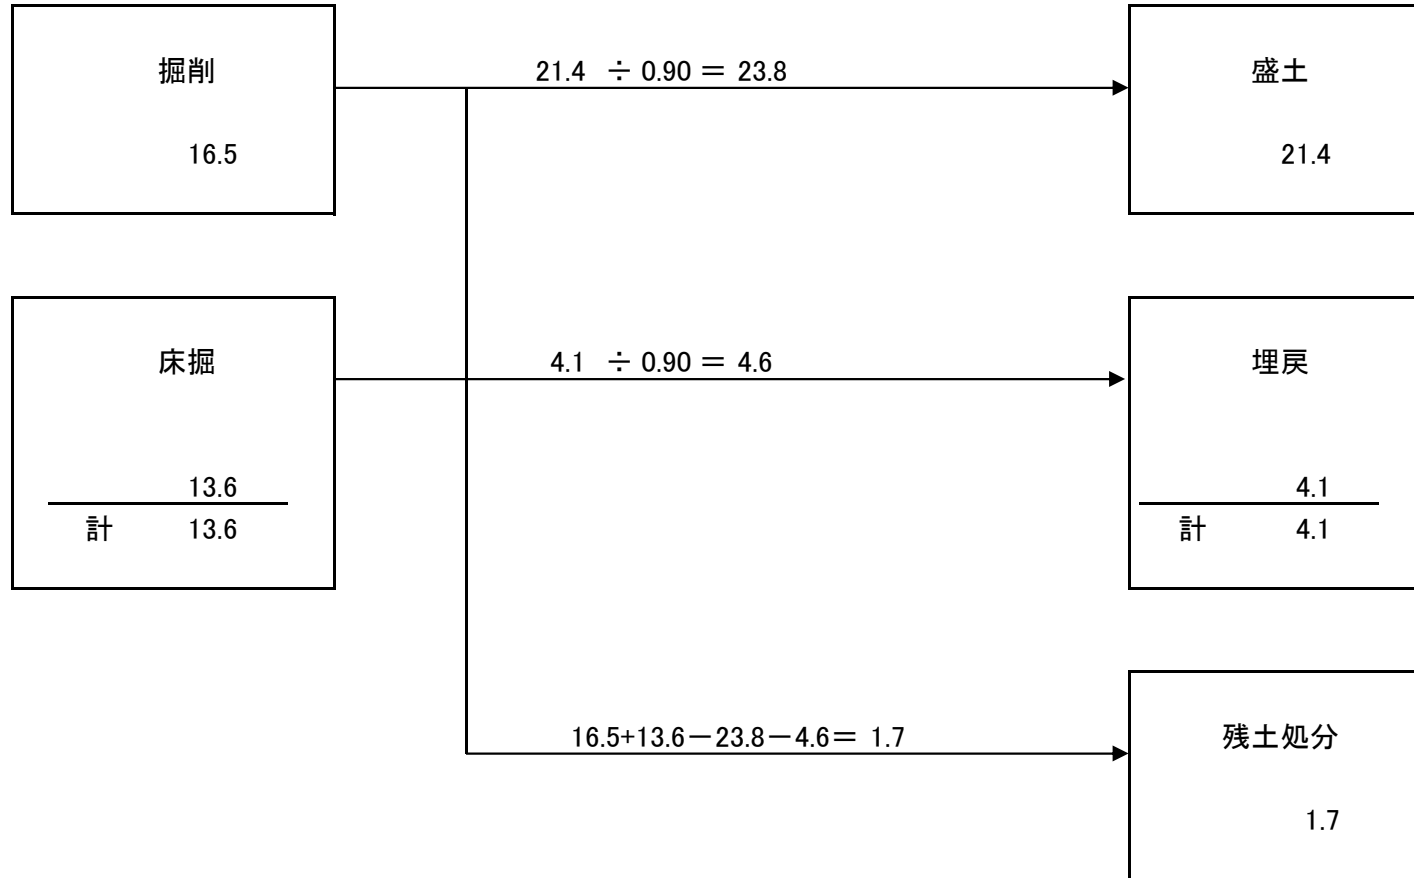 掘削
21.4 ÷ 0.90 ＝ 23.8
盛土
16.5
21.4
床掘
4.1 ÷ 0.90 ＝ 4.6
埋戻
13.6
4.1
計 13.6
計 4.1
16.5+13.6－23.8－4.6＝ 1.7
残土処分
1.7